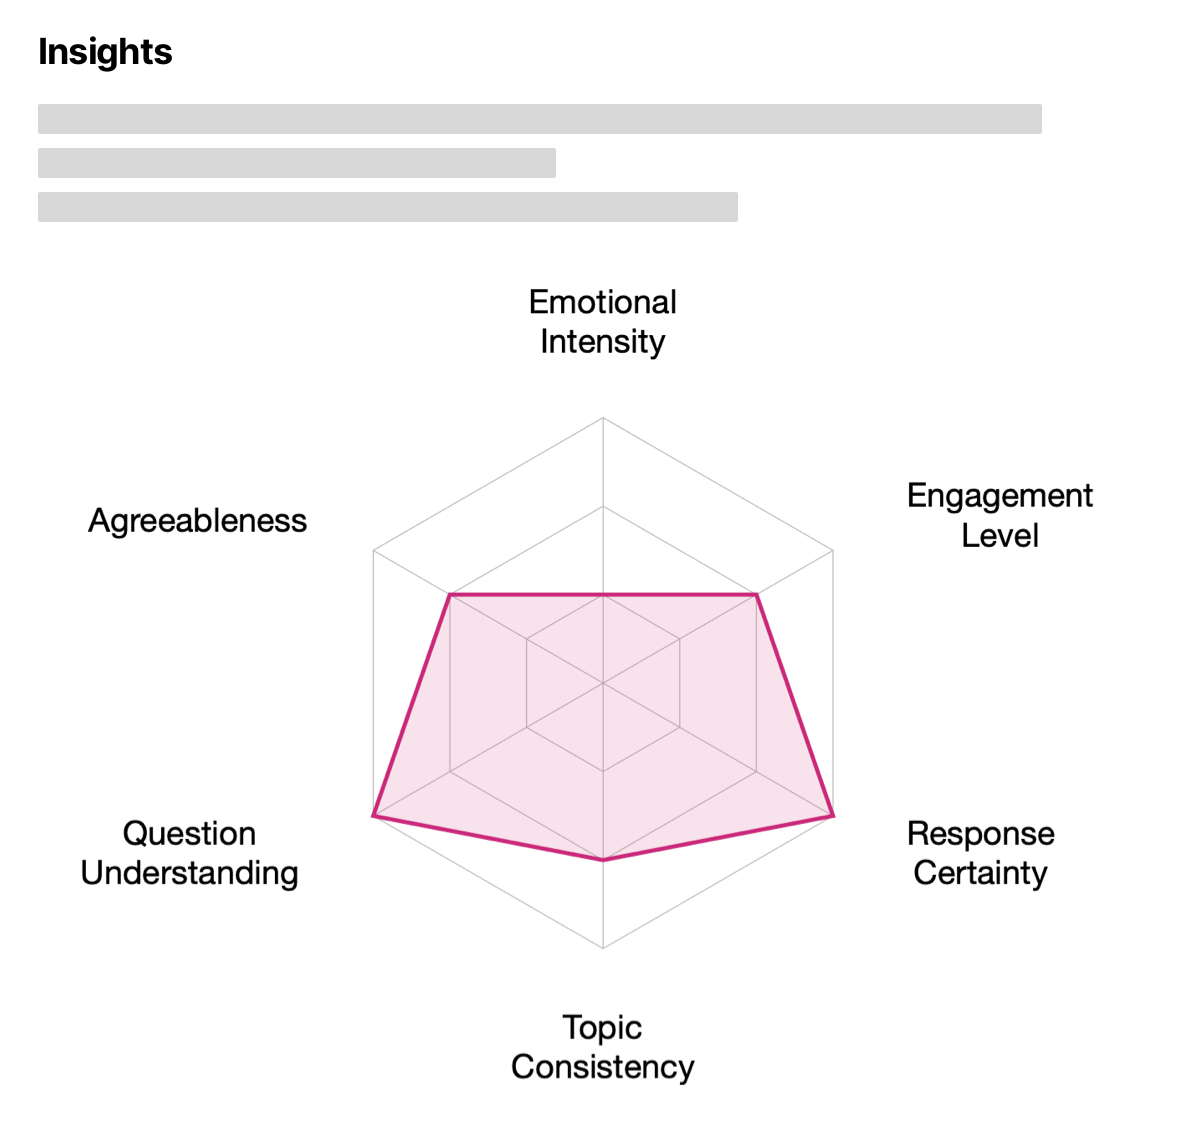 Insights
Emotional
Intensity
Engagement
Level
Agreeableness
Question
Understanding
Response
Certainty
Topic
Consistency